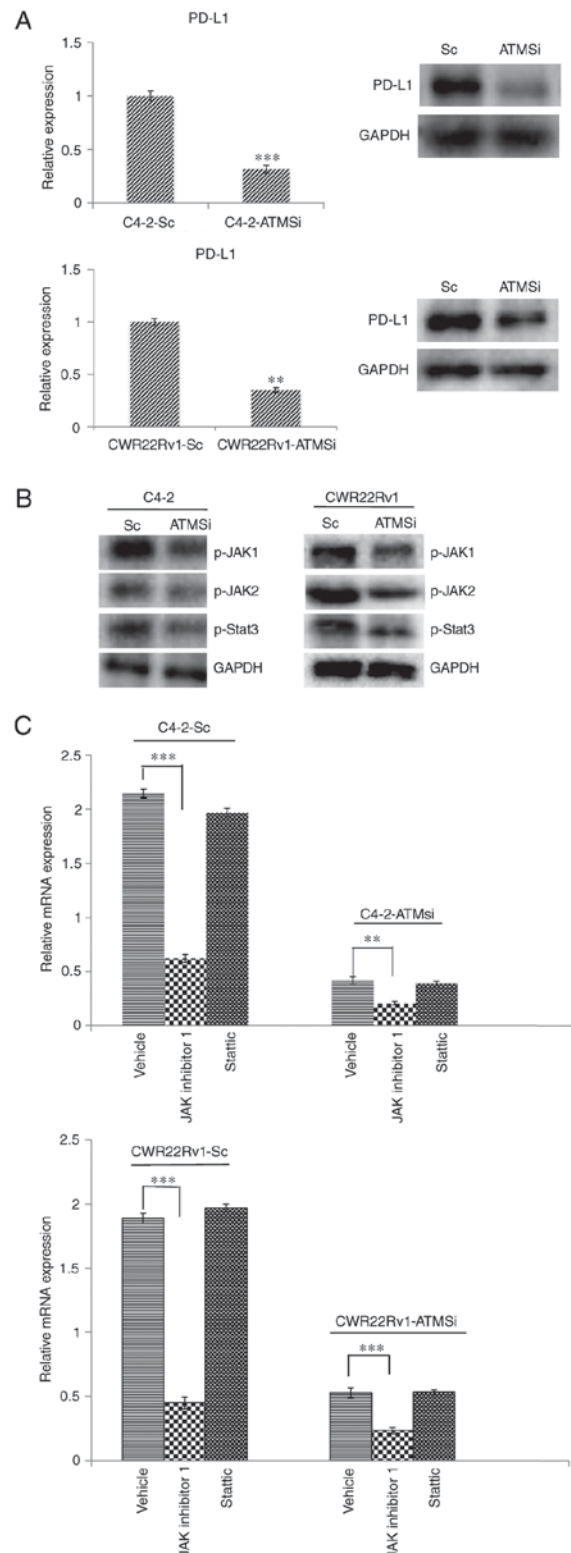 A
PD-L1
Relative expression
1.5
1
0.5
0
***
C4-2-Sc
C4-2-ATMSi
Sc
ATMSi
PD-L1
GAPDH
PD-L1
Relative expression
1.5
1
0.5
0
**
CWR22Rv1-Sc
CWR22Rv1-ATMSi
Sc
ATMSi
PD-L1
GAPDH
B
C4-2
Sc ATMSi
p-JAK1
p-JAK2
p-Stat3
GAPDH
CWR22Rv1
Sc ATMSi
p-JAK1
p-JAK2
p-Stat3
GAPDH
C
C4-2-Sc
Relative mRNA expression
2.5
2
1.5
1
0.5
0
***
C4-2-ATMsi
**
Vehicle
JAK inhibitor 1
Stattic
Vehicle
JAK inhibitor 1
Stattic
Relative mRNA expression
2.5
2
1.5
1
0.5
0
CWR22Rv1-Sc
***
CWR22Rv1-ATMSi
***
Vehicle
JAK inhibitor 1
Stattic
Vehicle
JAK inhibitor 1
Stattic